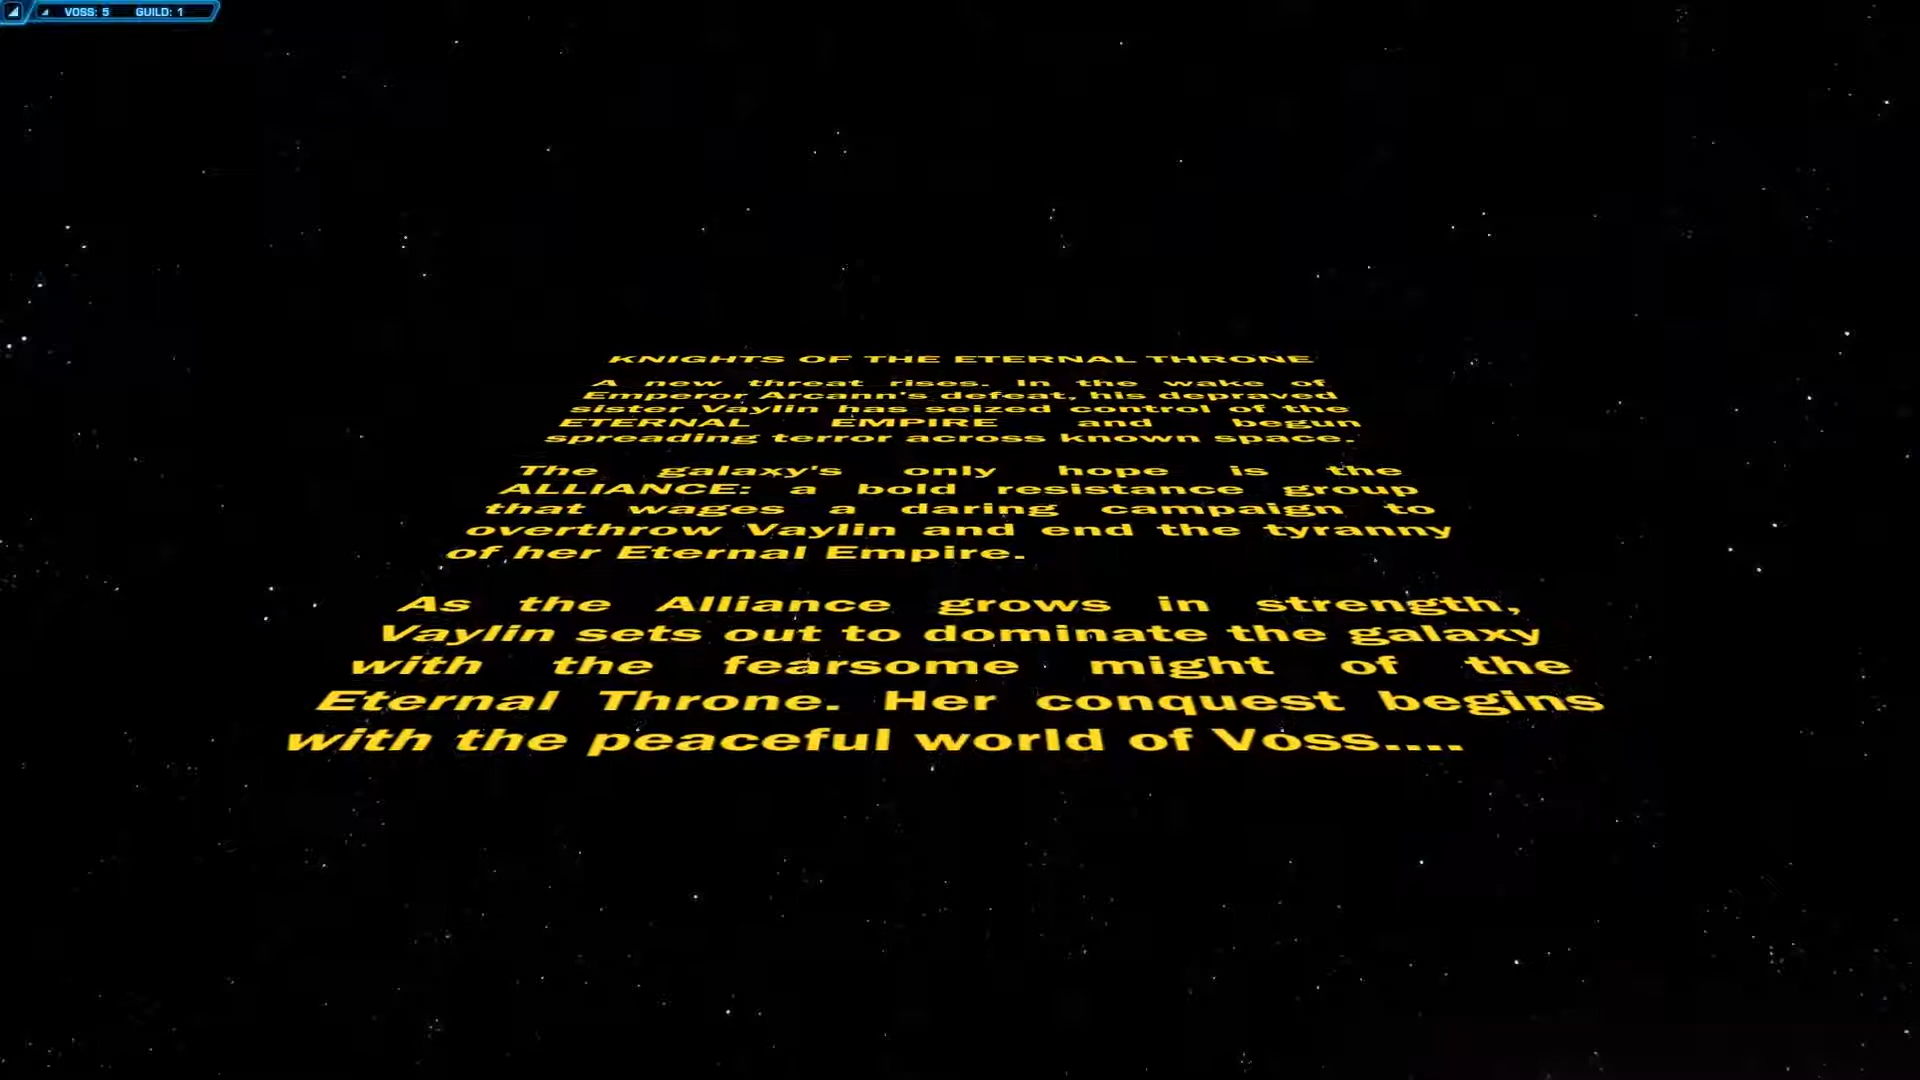 VOSS: 5 GUILD: 1
KNIGHTS OF THE ETERNAL THRONE
A new threat rises. In the wake of
Emperor Arcann's defeat, his depraved
sister Vaylin has seized control of the
ETERNAL EMPIRE and begun
spreading terror across known space.
The galaxy's only hope is the
ALLIANCE: a bold resistance group
that wages a daring campaign to
overthrow Vaylin and end the tyranny
of her Eternal Empire.
As the Alliance grows in strength,
Vaylin sets out to dominate the galaxy
with the fearsome might of the
Eternal Throne. Her conquest begins
with the peaceful world of Voss....